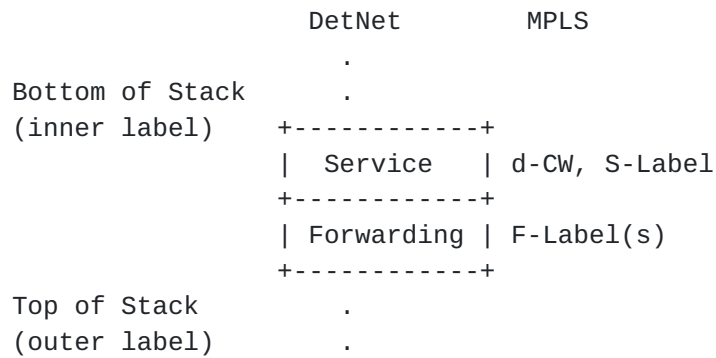 DetNet        MPLS
                     .
Bottom of Stack      .
(inner label)    +------------+
                 |  Service   | d-CW, S-Label
                 +------------+
                 | Forwarding | F-Label(s)
                 +------------+
Top of Stack         .
(outer label)        .